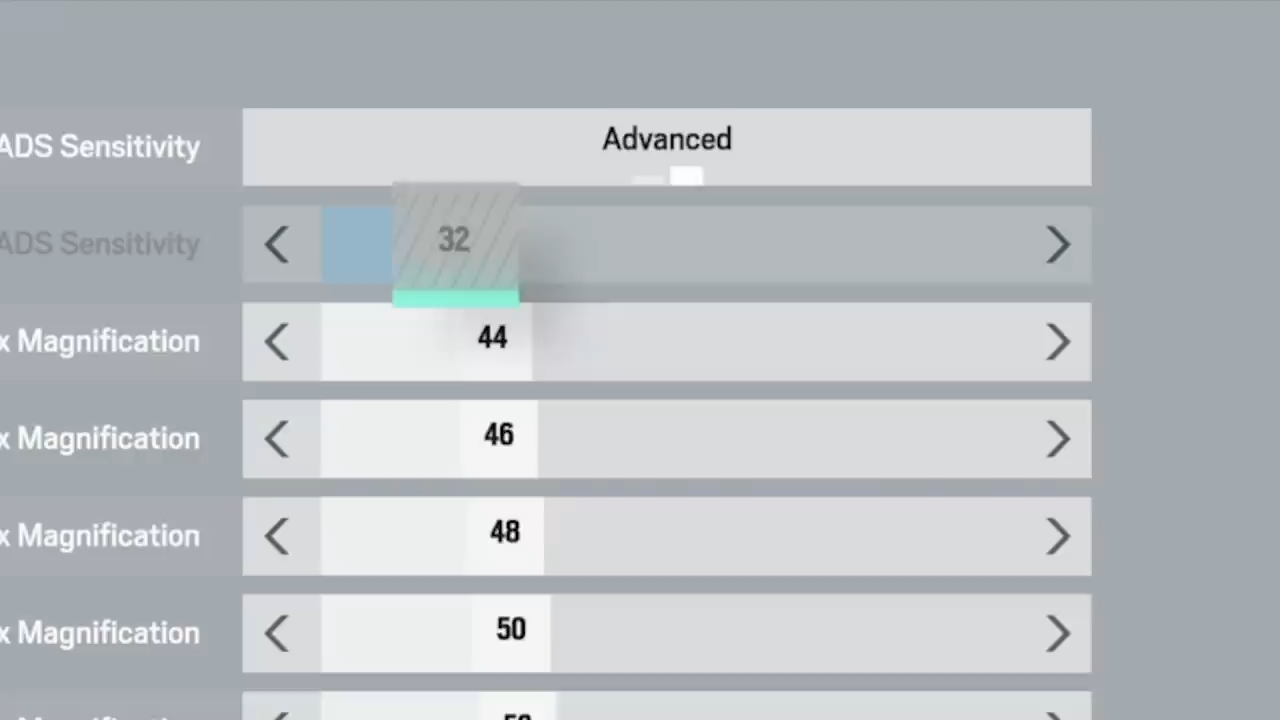 ADS Sensitivity
Advanced
ADS Sensitivity
32
x Magnification
44
x Magnification
46
x Magnification
48
x Magnification
50